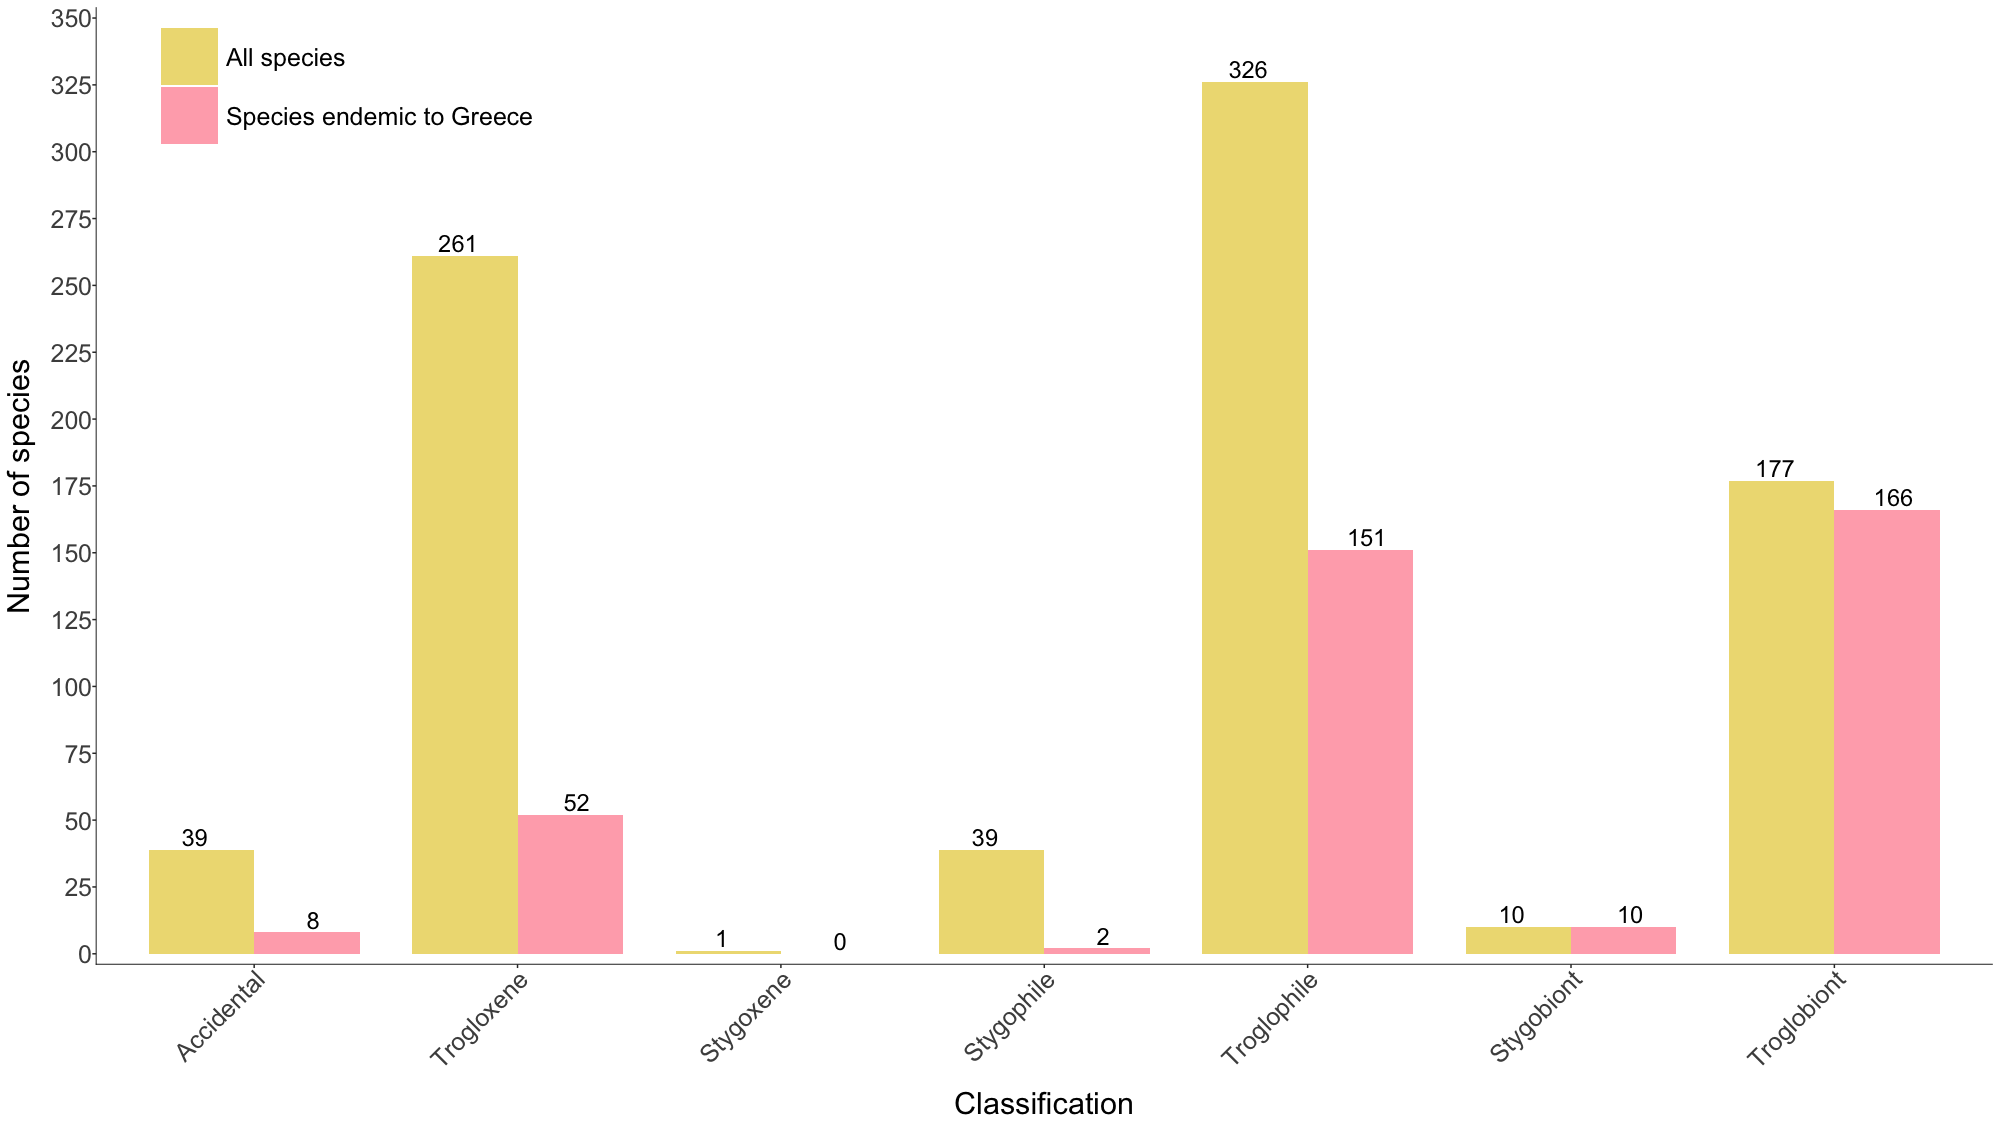 All species
Species endemic to Greece
Number of species
350
325
300
275
250
225
200
175
150
125
100
75
50
25
0
39
8
261
52
1
0
39
2
326
151
10
10
177
166
Accidental
Trogloxene
Stygoxene
Stygophile
Troglophile
Stygobiont
Troglobiont
Classification